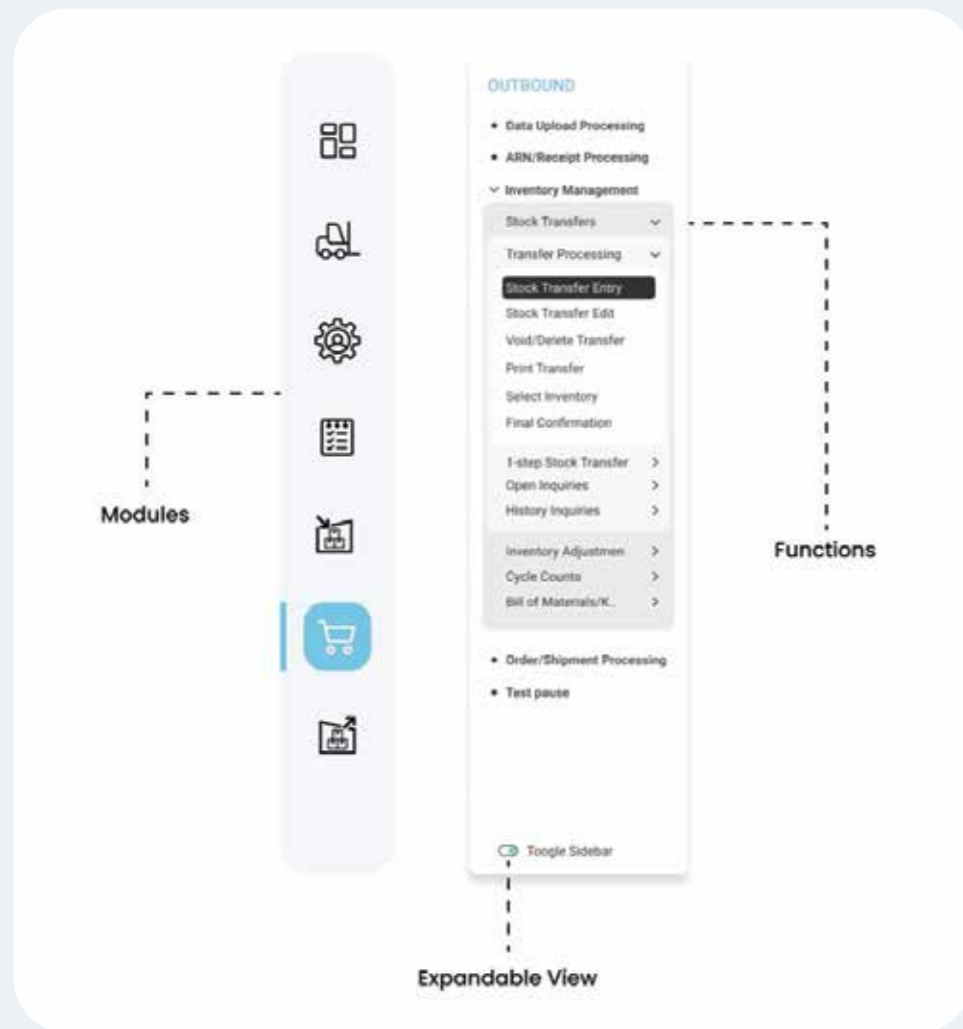 OUTBOUND
Data Upload Processing
ARN/Receipt Processing
Inventory Management
Stock Transfers
Transfer Processing
Stock Transfer Entry
Stock Transfer Edit
Void/Delete Transfer
Print Transfer
Select Inventory
Final Confirmation
1-step Stock Transfer
Open Inquiries
History Inquiries
Inventory Adjustmen
Cycle Counts
Bill of Materials/K..
Order/Shipment Processing
Test pause
Toogle Sidebar
Modules
Functions
Expandable View